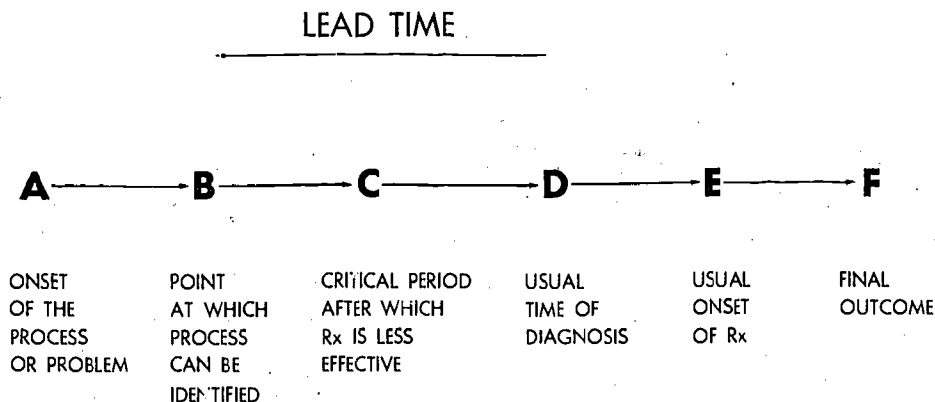 LEAD TIME
A B C D E F
ONSET
OF THE
PROCESS
OR PROBLEM
POINT
AT WHICH
PROCESS
CAN BE
IDENTIFIED
CRITICAL PERIOD
AFTER WHICH
Rx IS LESS
EFFECTIVE
USUAL
TIME OF
DIAGNOSIS
USUAL
ONSET
OF Rx
FINAL
OUTCOME